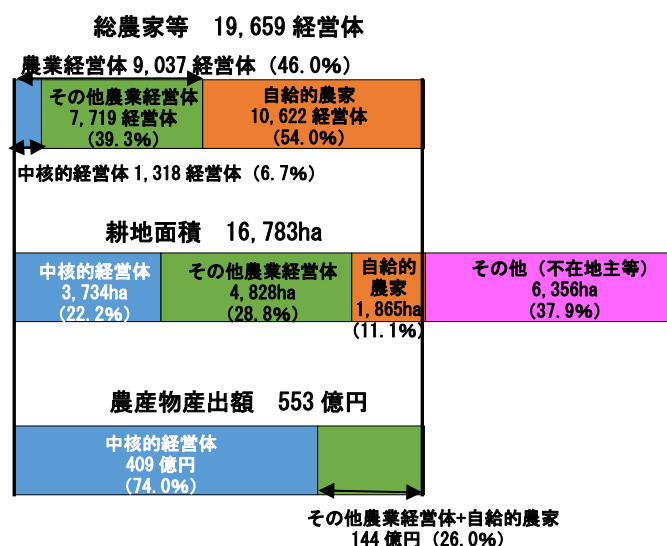 総農家等　19,659 経営体
農業経営体 9,037 経営体（46.0％）
その他農業経営体
7,719 経営体
(39.3％)
自給的農家
10,622 経営体
(54.0％)
中核的経営体 1,318 経営体（6.7％）
耕地面積　16,783ha
中核的経営体
3,734ha
(22.2％)
その他農業経営体
4,828ha
(28.8％)
自給的
農家
1,865ha
(11.1％)
その他（不在地主等）
6,356ha
(37.9％)
農産物産出額　553 億円
中核的経営体
409 億円
(74.0％)
その他農業経営体+自給的農家
144 億円（26.0％）